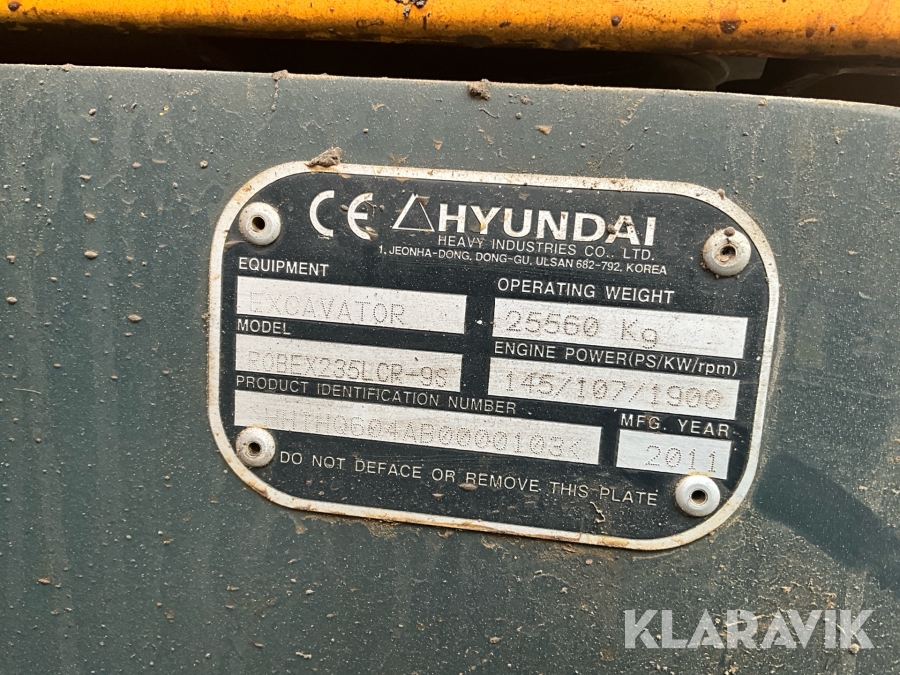 CE HYUNDAI
HEAVY INDUSTRIES CO., LTD.
1, JEONHA-DONG, DONG-GU, ULSAN 682-792, KOREA
EQUIPMENT
EXCAVATOR
OPERATING WEIGHT
25560 Kg
MODEL
ROBEX235LCR-9S
ENGINE POWER(PS/KW/rpm)
145/107/1900
PRODUCT IDENTIFICATION NUMBER
MFG. YEAR
2011
DO NOT DEFACE OR REMOVE THIS PLATE
KLARAVIK